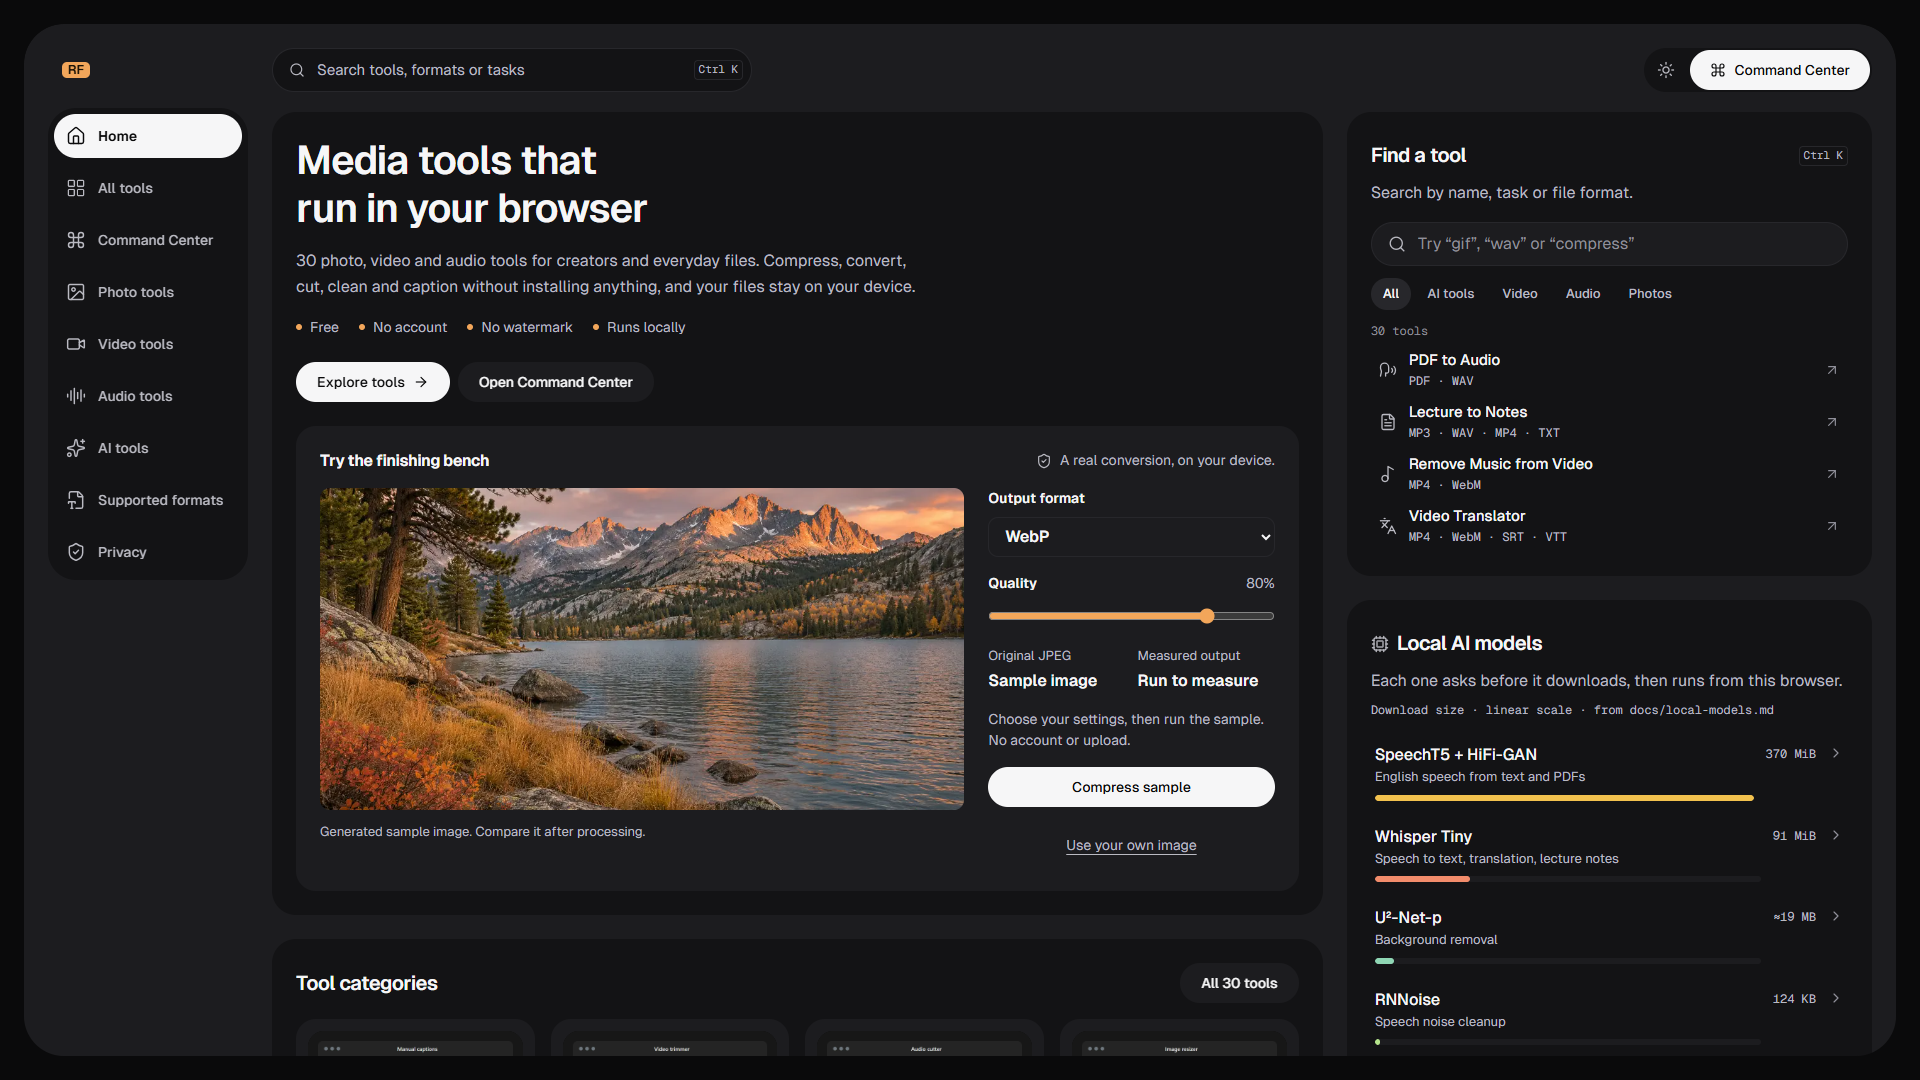 RF
Search tools, formats or tasks
Ctrl K
Command Center
Home
All tools
Command Center
Photo tools
Video tools
Audio tools
AI tools
Supported formats
Privacy
Media tools that
run in your browser
30 photo, video and audio tools for creators and everyday files. Compress, convert,
cut, clean and caption without installing anything, and your files stay on your device.
Free
No account
No watermark
Runs locally
Explore tools
Open Command Center
Try the finishing bench
A real conversion, on your device.
Output format
WebP
Quality
80%
Original JPEG
Measured output
Sample image
Run to measure
Choose your settings, then run the sample.
No account or upload.
Compress sample
Use your own image
Generated sample image. Compare it after processing.
Tool categories
All 30 tools
Manual captions
Video trimmer
Audio cutter
Image resizer
Find a tool
Ctrl K
Search by name, task or file format.
Try “gif”, “wav” or “compress”
All
AI tools
Video
Audio
Photos
30 tools
PDF to Audio
PDF · WAV
Lecture to Notes
MP3 · WAV · MP4 · TXT
Remove Music from Video
MP4 · WebM
Video Translator
MP4 · WebM · SRT · VTT
Local AI models
Each one asks before it downloads, then runs from this browser.
Download size · linear scale · from docs/local-models.md
SpeechT5 + HiFi-GAN
370 MiB
English speech from text and PDFs
Whisper Tiny
91 MiB
Speech to text, translation, lecture notes
U²-Net-p
≈19 MB
Background removal
RNNoise
124 KB
Speech noise cleanup